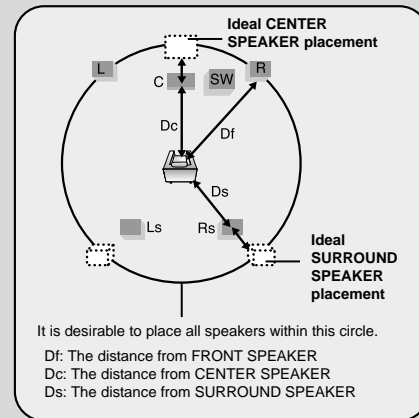 Ideal CENTER
SPEAKER placement
L
C
SW
R
Dc
Df
Ds
Ls
Rs
Ideal
SURROUND
SPEAKER
placement
It is desirable to place all speakers within this circle.
Df: The distance from FRONT SPEAKER
Dc: The distance from CENTER SPEAKER
Ds: The distance from SURROUND SPEAKER